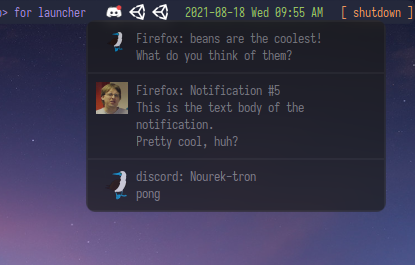 > for launcher 2021-08-18 Wed 09:55 AM [ shutdown ]
Firefox: beans are the coolest!
What do you think of them?
Firefox: Notification #5
This is the text body of the
notification.
Pretty cool, huh?
discord: Nourek-tron
pong